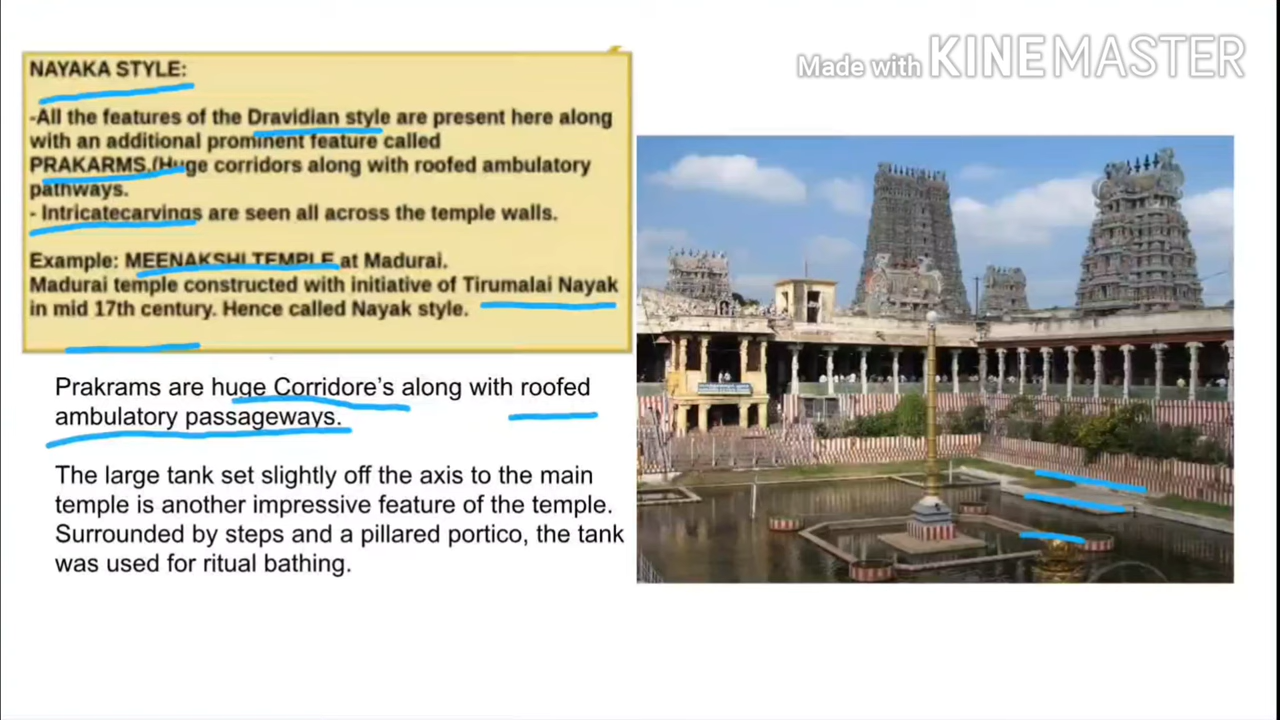 Made with KINEMASTER
NAYAKA STYLE:
-All the features of the Dravidian style are present here along
with an additional prominent feature called
PRAKARMS.(Huge corridors along with roofed ambulatory
pathways.
- Intricatecarvings are seen all across the temple walls.
Example: MEENAKSHI TEMPLE at Madurai.
Madurai temple constructed with initiative of Tirumalai Nayak
in mid 17th century. Hence called Nayak style.
Prakrams are huge Corridore's along with roofed
ambulatory passageways.
The large tank set slightly off the axis to the main
temple is another impressive feature of the temple.
Surrounded by steps and a pillared portico, the tank
was used for ritual bathing.